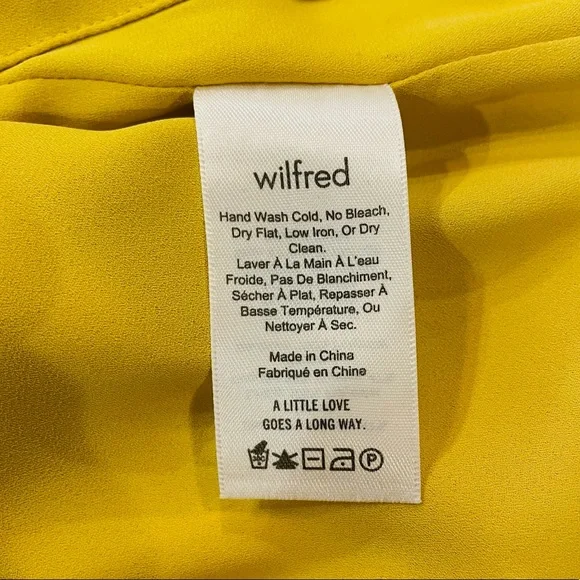 wilfred
Hand Wash Cold, No Bleach,
Dry Flat, Low Iron, Or Dry
Clean.
Laver À La Main À L'eau
Froide, Pas De Blanchiment,
Sécher À Plat, Repasser À
Basse Température, Ou
Nettoyer À Sec.
Made in China
Fabriqué en Chine
A LITTLE LOVE
GOES A LONG WAY.
30C P